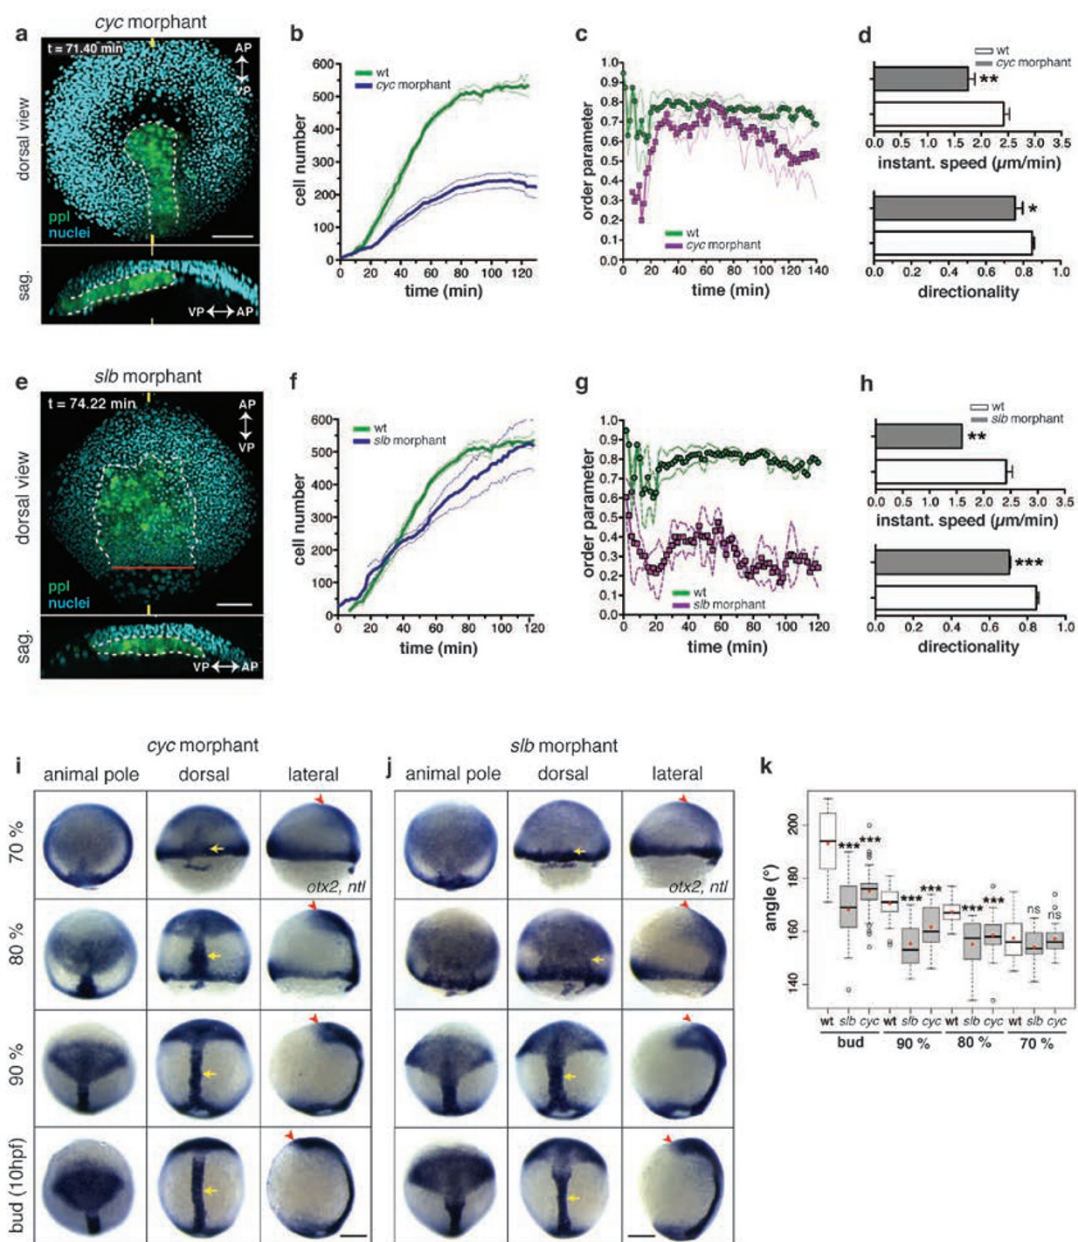 cyc morphant
a
t = 71.40 min
AP
VP
dorsal view
ppl
nuclei
sag.
VP AP
b
wt
cyc morphant
600
500
400
300
200
100
0
cell number
0 20 40 60 80 100 120
time (min)
c
1.0
0.9
0.8
0.7
0.6
0.5
0.4
0.3
0.2
0.1
0.0
order parameter
wt
cyc morphant
0 20 40 60 80 100 120 140
time (min)
d
wt
cyc morphant
**
0.0 0.5 1.0 1.5 2.0 2.5 3.0 3.5
instant. speed (µm/min)
*
0.0 0.2 0.4 0.6 0.8 1.0
directionality
slb morphant
e
t = 74.22 min
AP
VP
dorsal view
ppl
nuclei
sag.
VP AP
f
wt
slb morphant
600
500
400
300
200
100
0
cell number
0 20 40 60 80 100 120
time (min)
g
1.0
0.9
0.8
0.7
0.6
0.5
0.4
0.3
0.2
0.1
0.0
order parameter
wt
slb morphant
0 20 40 60 80 100 120
time (min)
h
wt
slb morphant
**
0.0 0.5 1.0 1.5 2.0 2.5 3.0 3.5
instant. speed (µm/min)
***
0.0 0.2 0.4 0.6 0.8 1.0
directionality
i
cyc morphant
animal pole dorsal lateral
70 %
otx2, ntl
80 %
90 %
bud (10hpf)
j
slb morphant
animal pole dorsal lateral
otx2, ntl
k
angle (°)
200
180
160
140
*** ***
*** ***
*** ***
ns ns
wt slb cyc wt slb cyc wt slb cyc wt slb cyc
bud 90 % 80 % 70 %